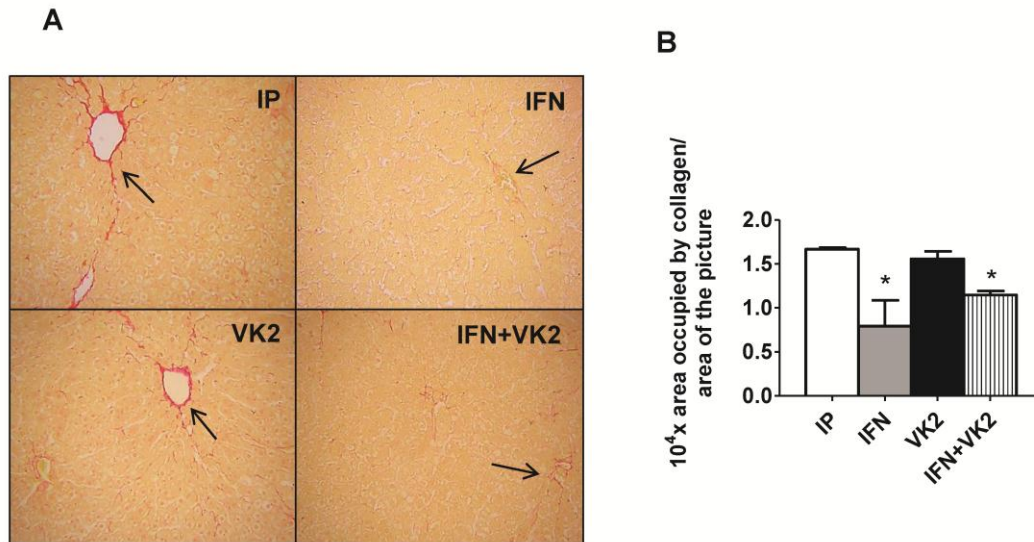 A
IP
IFN
VK2
IFN+VK2
B
10⁴x area occupied by collagen/
area of the picture
2.0
1.5
1.0
0.5
0.0
*
*
IP
IFN
VK2
IFN+VK2